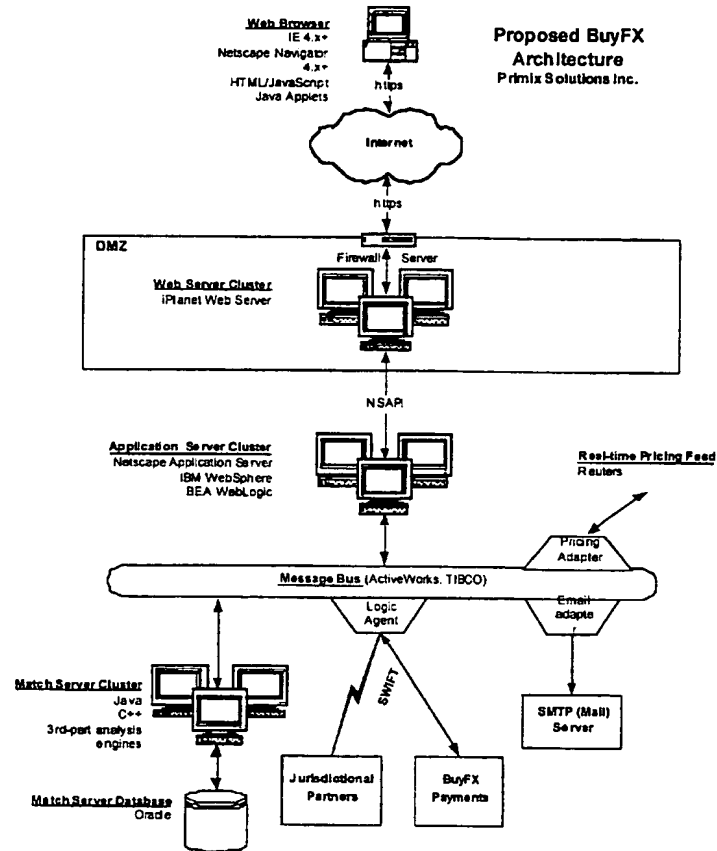 Web Browser
IE 4.x+
Netscape Navigator
4.x+
HTML/JavaScript
Java Applets
Proposed BuyFX
Architecture
Primix Solutions Inc.
https
Internet
https
DMZ
Firewall Server
Web Server Cluster
iPlanet Web Server
NSAPI
Application Server Cluster
Netscape Application Server
IBM WebSphere
BEA WebLogic
Real-time Pricing Feed
Reuters
Pricing
Adapter
Message Bus (ActiveWorks, TIBCO)
Logic
Agent
Email
adapte
r
Match Server Cluster
Java
C++
3rd-part analysis
engines
SWIFT
SMTP (Mail)
Server
Jurisdictional
Partners
BuyFX
Payments
Match Server Database
Oracle